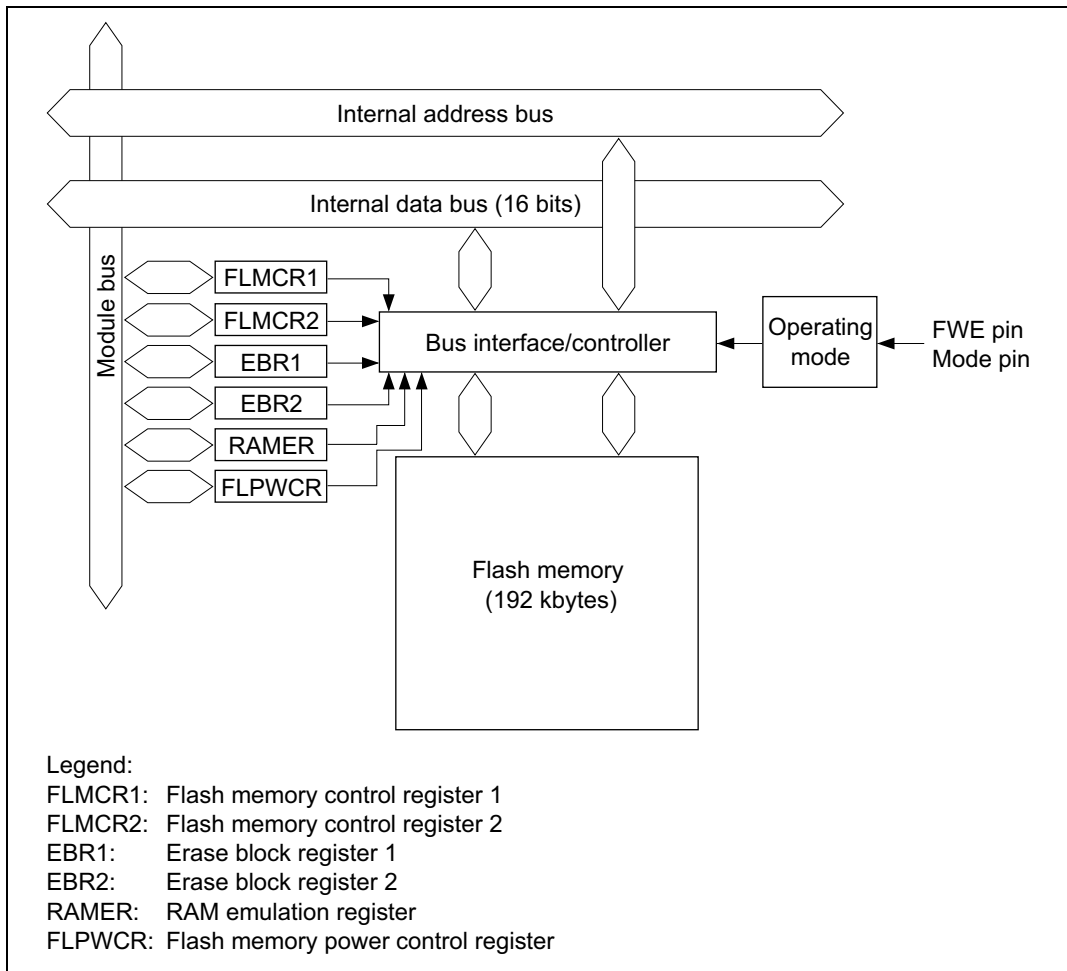 Internal address bus
Internal data bus (16 bits)
Module bus
FLMCR1
FLMCR2
EBR1
EBR2
RAMER
FLPWCR
Bus interface/controller
Operating
mode
FWE pin
Mode pin
Flash memory
(192 kbytes)
Legend:
FLMCR1: Flash memory control register 1
FLMCR2: Flash memory control register 2
EBR1: Erase block register 1
EBR2: Erase block register 2
RAMER: RAM emulation register
FLPWCR: Flash memory power control register